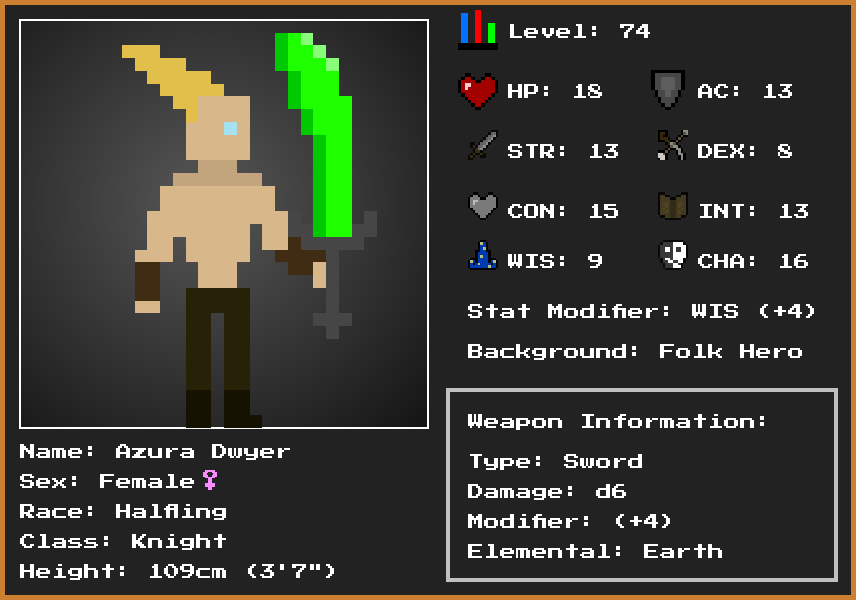 Level: 74
HP: 18
AC: 13
STR: 13
DEX: 8
CON: 15
INT: 13
WIS: 9
CHA: 16
Stat Modifier: WIS (+4)
Background: Folk Hero
Weapon Information:
Type: Sword
Damage: d6
Modifier: (+4)
Elemental: Earth
Name: Azura Dwyer
Sex: Female♀
Race: Halfling
Class: Knight
Height: 109cm (3'7")